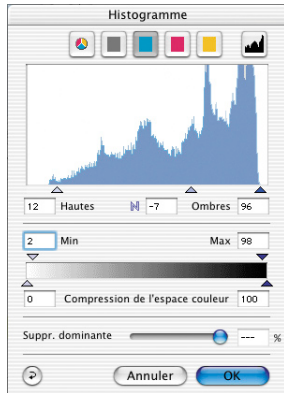 Histogramme
12 Hautes N -7 Ombres 96
2 Min Max 98
0 Compression de l'espace couleur 100
Suppr. dominante --- %
Annuler OK